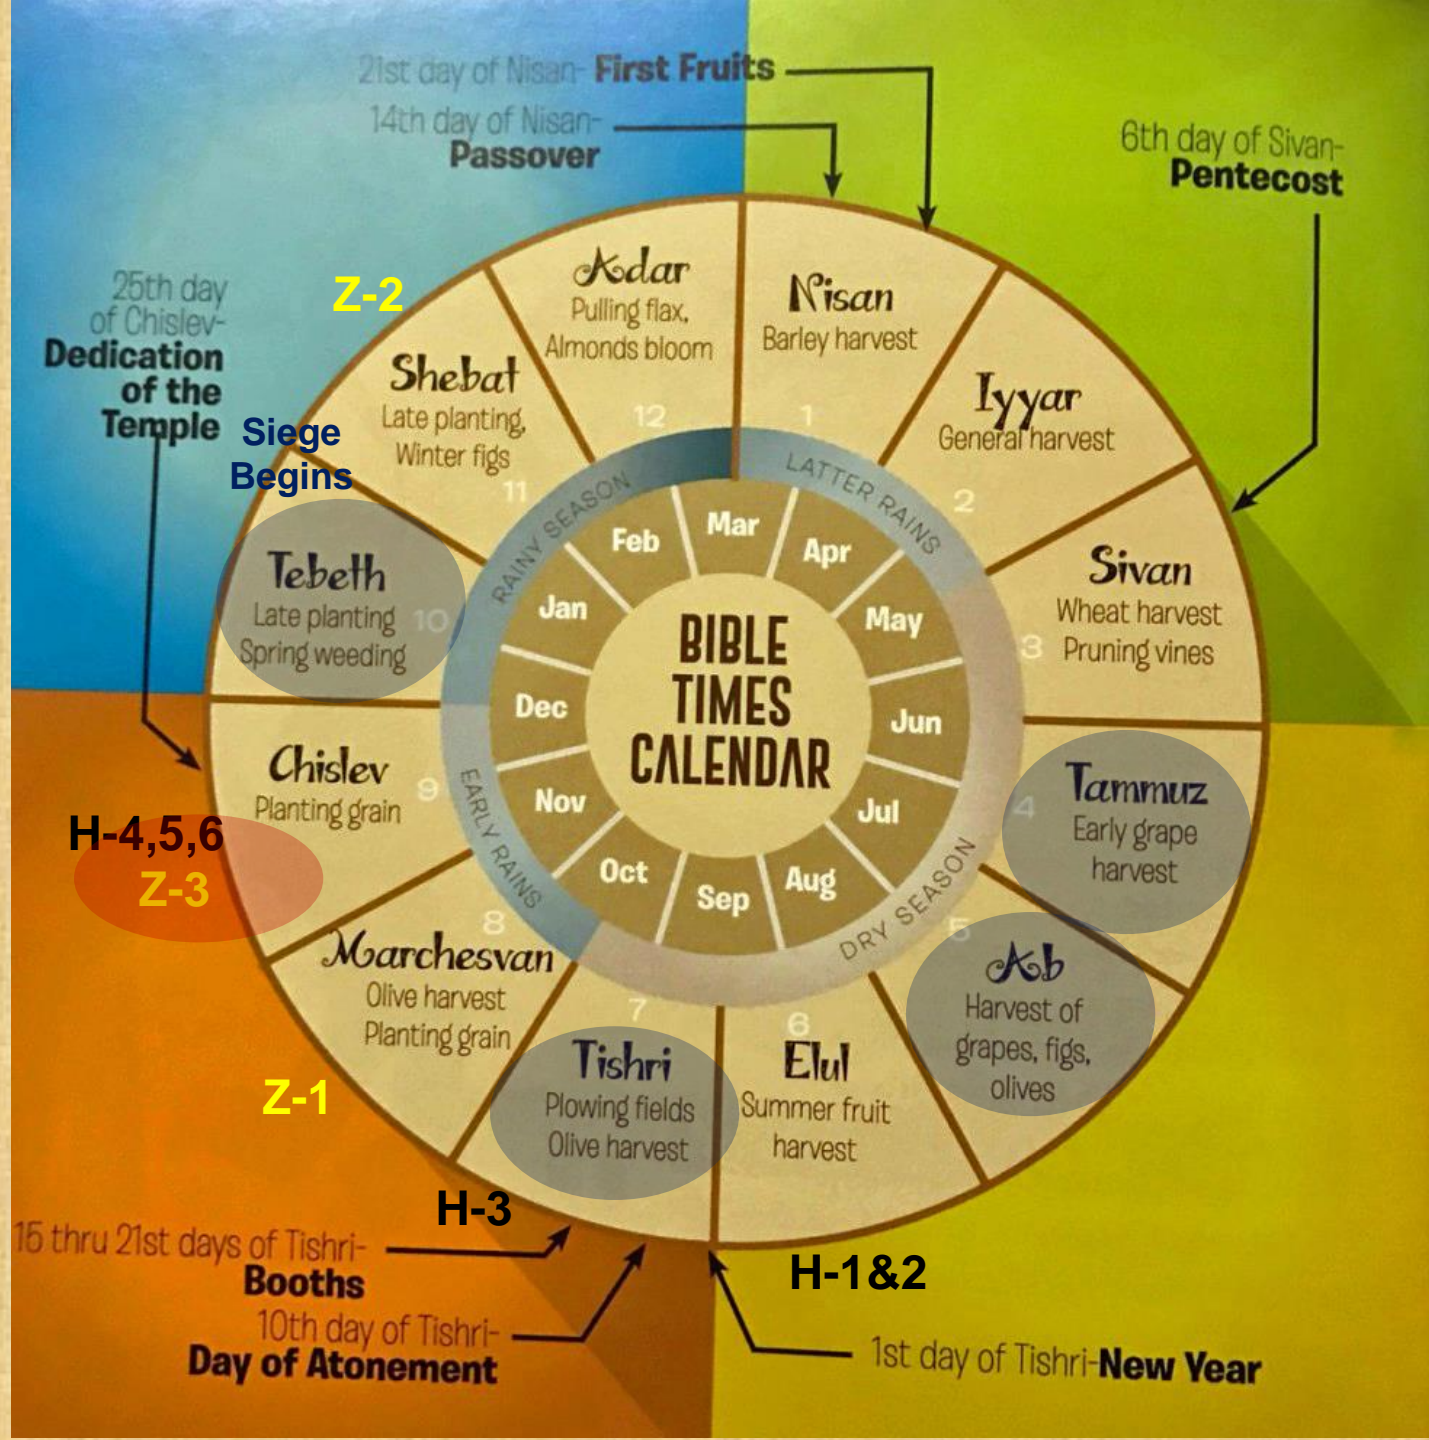 21st day of Nisan- First Fruits
14th day of Nisan-
Passover
6th day of Sivan-
Pentecost
25th day
of Chislev-
Dedication
of the
Temple
Z-2
Siege
Begins
Adar
Pulling flax,
Almonds bloom
12
Nisan
Barley harvest
1
Iyyar
General harvest
2
Sivan
Wheat harvest
Pruning vines
3
Tammuz
Early grape
harvest
4
Ab
Harvest of
grapes, figs,
olives
5
Elul
Summer fruit
harvest
6
Tishri
Plowing fields
Olive harvest
7
Marchesvan
Olive harvest
Planting grain
8
Chislev
Planting grain
9
Tebeth
Late planting
Spring weeding
10
Shebat
Late planting,
Winter figs
11
RAINY SEASON
LATTER RAINS
DRY SEASON
EARLY RAINS
Mar
Apr
May
Jun
Jul
Aug
Sep
Oct
Nov
Dec
Jan
Feb
BIBLE
TIMES
CALENDAR
H-4,5,6
Z-3
Z-1
H-3
H-1&2
15 thru 21st days of Tishri-
Booths
10th day of Tishri-
Day of Atonement
1st day of Tishri-New Year